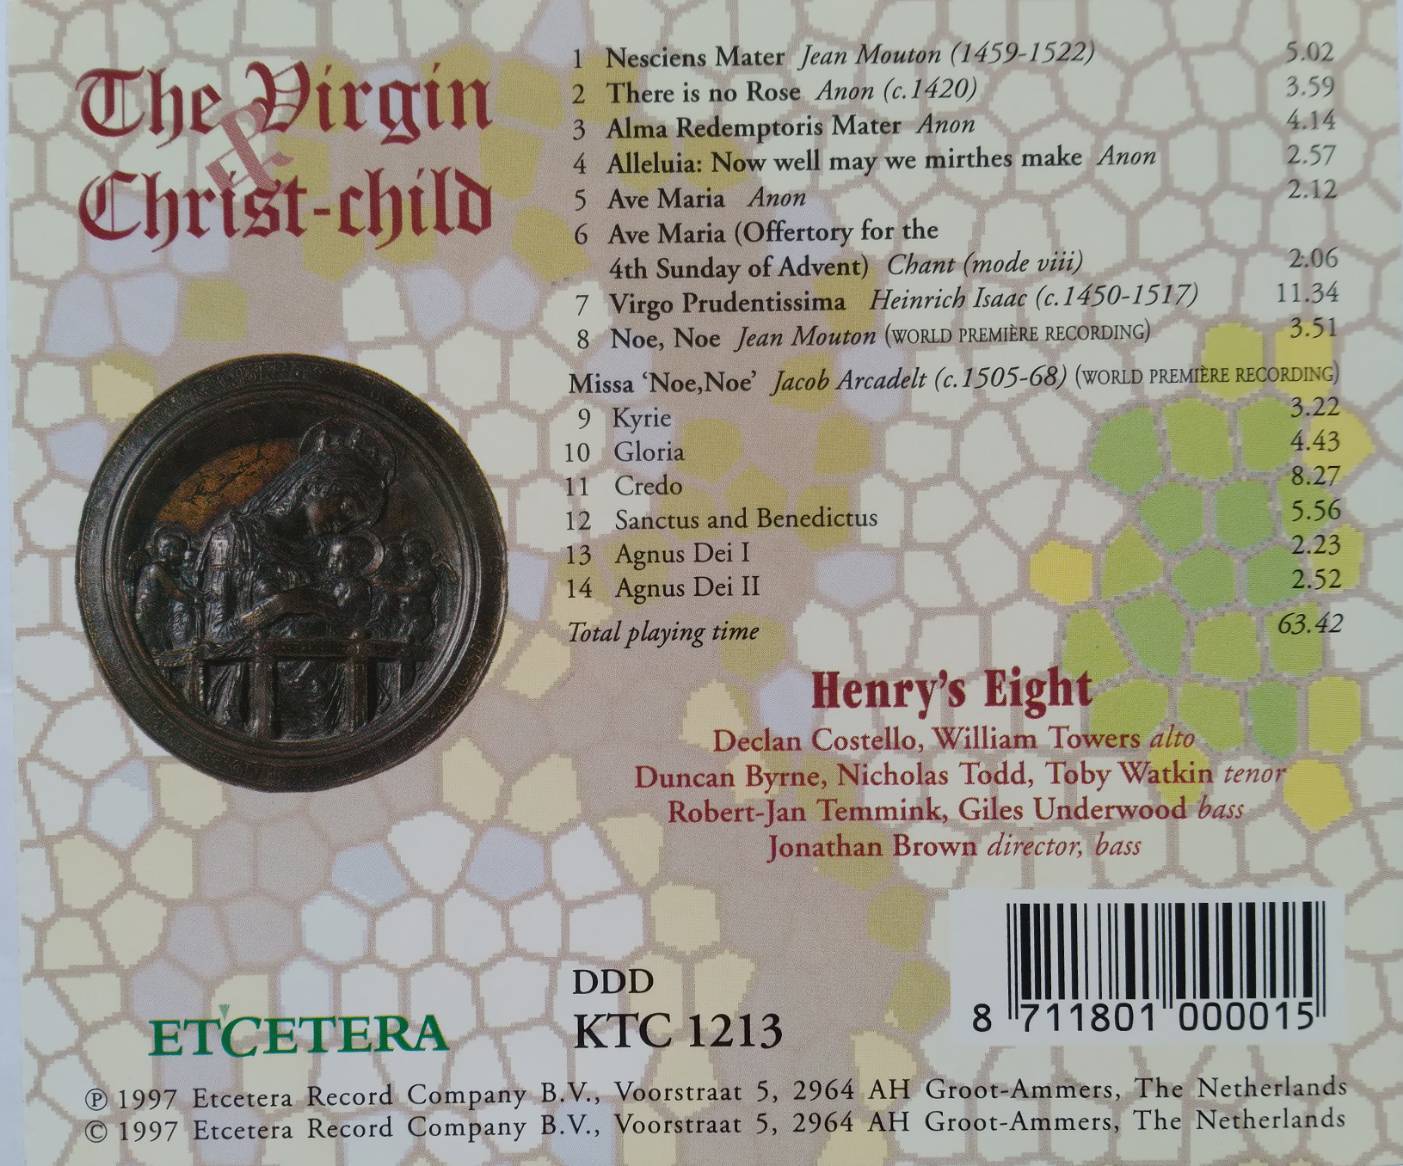 The Virgin
&
Christ-child
1 Nesciens Mater Jean Mouton (1459-1522) 5.02
2 There is no Rose Anon (c.1420) 3.59
3 Alma Redemptoris Mater Anon 4.14
4 Alleluia: Now well may we mirthes make Anon 2.57
5 Ave Maria Anon 2.12
6 Ave Maria (Offertory for the
4th Sunday of Advent) Chant (mode viii) 2.06
7 Virgo Prudentissima Heinrich Isaac (c.1450-1517) 11.34
8 Noe, Noe Jean Mouton (WORLD PREMIÈRE RECORDING) 3.51
Missa ‘Noe,Noe’ Jacob Arcadelt (c.1505-68) (WORLD PREMIÈRE RECORDING)
9 Kyrie 3.22
10 Gloria 4.43
11 Credo 8.27
12 Sanctus and Benedictus 5.56
13 Agnus Dei I 2.23
14 Agnus Dei II 2.52
Total playing time 63.42
Henry’s Eight
Declan Costello, William Towers alto
Duncan Byrne, Nicholas Todd, Toby Watkin tenor
Robert-Jan Temmink, Giles Underwood bass
Jonathan Brown director, bass
DDD
KTC 1213
ET'CETERA
8 711801 000015
℗ 1997 Etcetera Record Company B.V., Voorstraat 5, 2964 AH Groot-Ammers, The Netherlands
© 1997 Etcetera Record Company B.V., Voorstraat 5, 2964 AH Groot-Ammers, The Netherlands